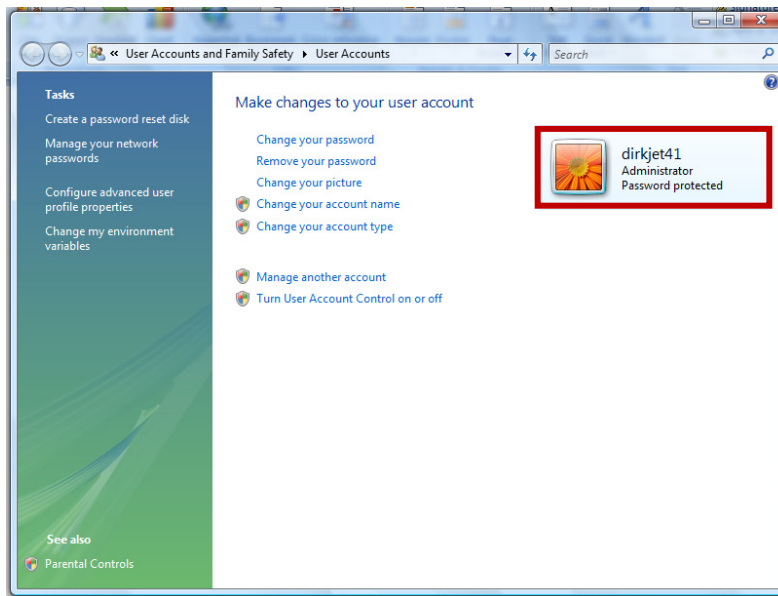 signature
« User Accounts and Family Safety ▸ User Accounts
Search
Tasks
Create a password reset disk
Manage your network
passwords
Configure advanced user
profile properties
Change my environment
variables
See also
Parental Controls
Make changes to your user account
Change your password
Remove your password
Change your picture
Change your account name
Change your account type
Manage another account
Turn User Account Control on or off
dirkjet41
Administrator
Password protected